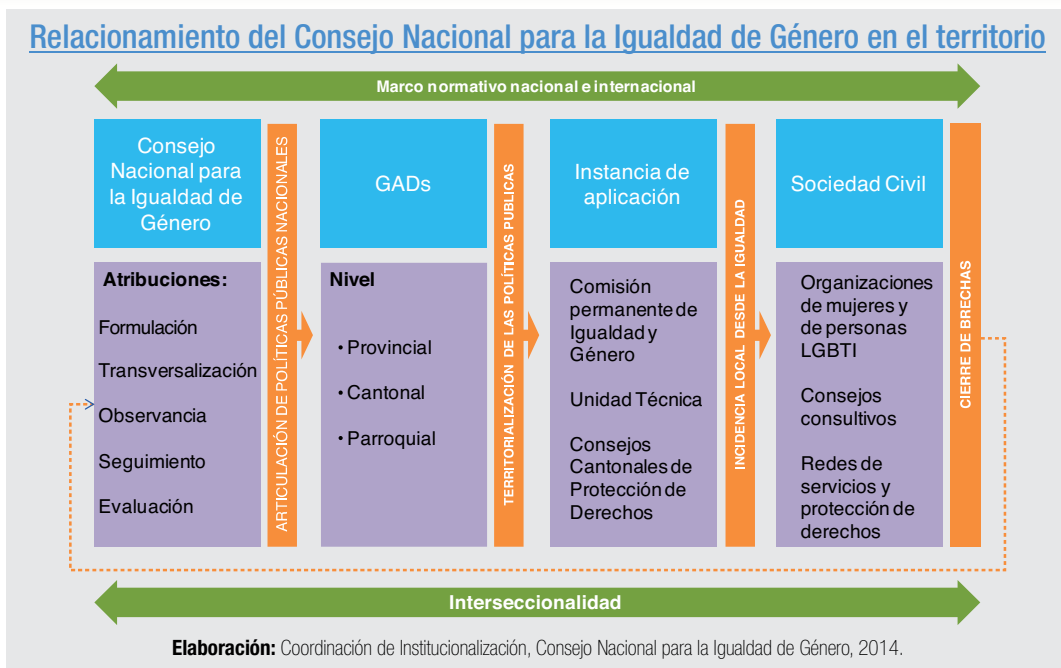 Relacionamiento del Consejo Nacional para la Igualdad de Género en el territorio
Marco normativo nacional e internacional
Consejo
Nacional para
la Igualdad de
Género
Atribuciones:
Formulación
Transversalización
Observancia
Seguimiento
Evaluación
ARTICULACIÓN DE POLÍTICAS PÚBLICAS NACIONALES
GADs
Nivel
• Provincial
• Cantonal
• Parroquial
TERRITORIALIZACIÓN DE LAS POLÍTICAS PUBLICAS
Instancia de
aplicación
Comisión
permanente de
Igualdad y
Género
Unidad Técnica
Consejos
Cantonales de
Protección de
Derechos
INCIDENCIA LOCAL DESDE LA IGUALDAD
Sociedad Civil
Organizaciones
de mujeres y
de personas
LGBTI
Consejos
consultivos
Redes de
servicios y
protección de
derechos
CIERRE DE BRECHAS
Interseccionalidad
Elaboración: Coordinación de Institucionalización, Consejo Nacional para la Igualdad de Género, 2014.